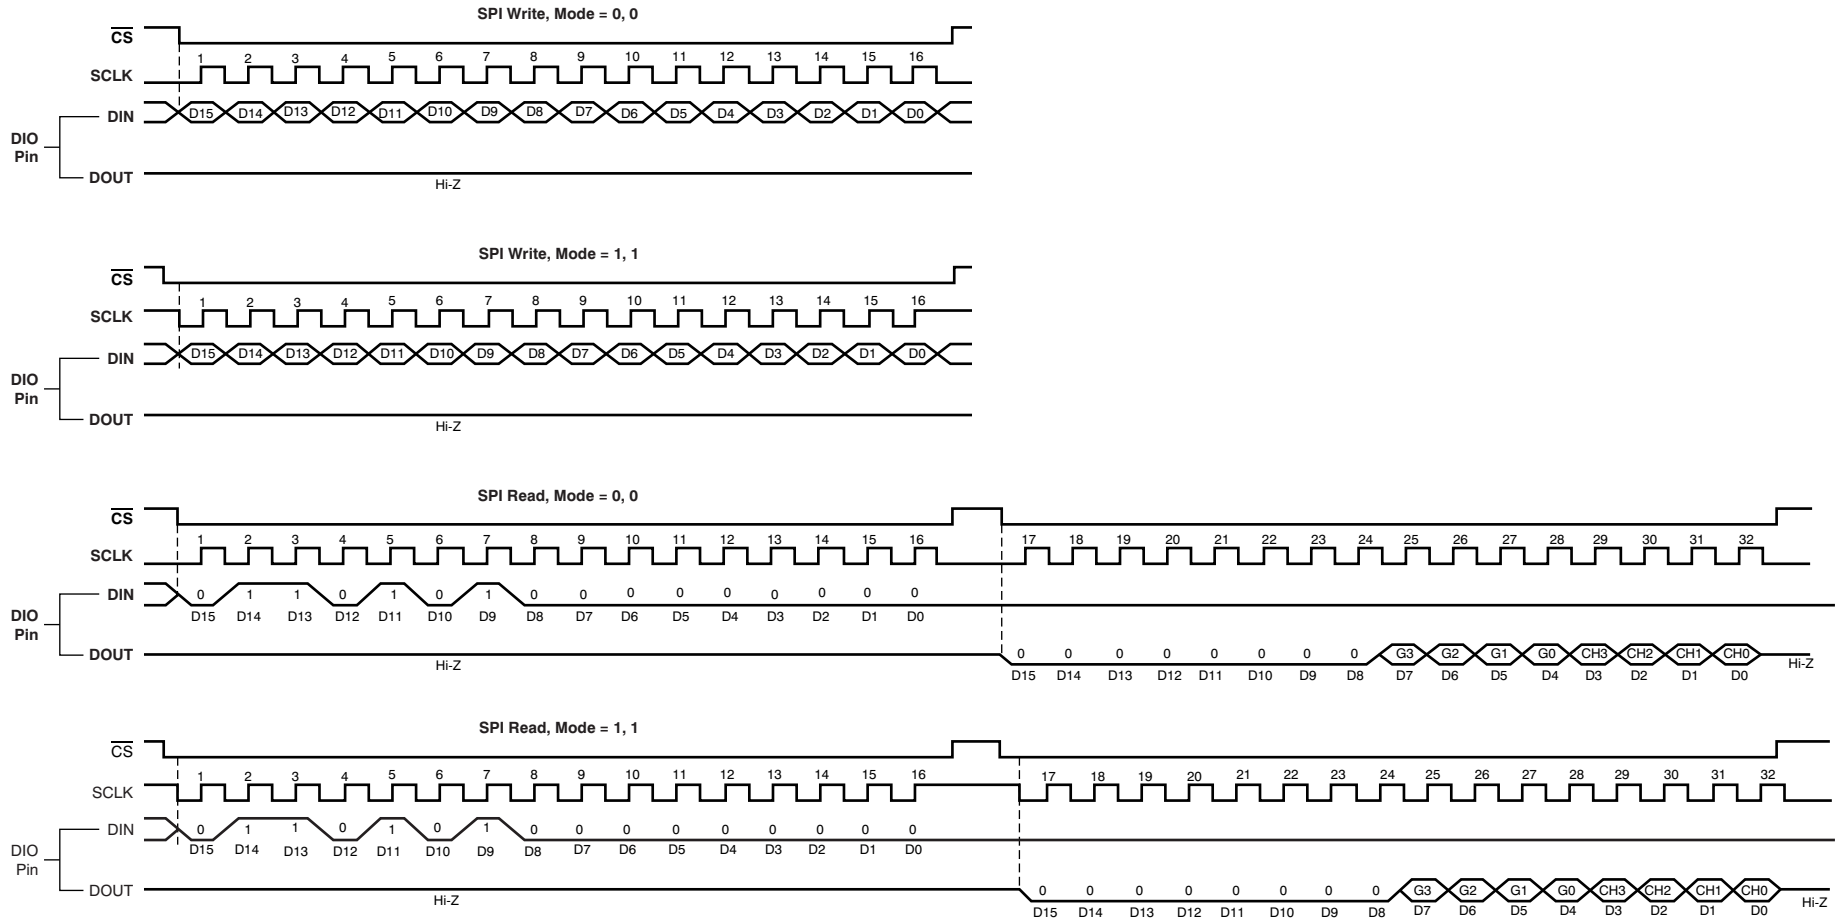 SPI Write, Mode = 0, 0
CS
1 2 3 4 5 6 7 8 9 10 11 12 13 14 15 16
SCLK
DIN D15 D14 D13 D12 D11 D10 D9 D8 D7 D6 D5 D4 D3 D2 D1 D0
DIO
Pin
DOUT
Hi-Z
SPI Write, Mode = 1, 1
CS
1 2 3 4 5 6 7 8 9 10 11 12 13 14 15 16
SCLK
DIN D15 D14 D13 D12 D11 D10 D9 D8 D7 D6 D5 D4 D3 D2 D1 D0
DIO
Pin
DOUT
Hi-Z
SPI Read, Mode = 0, 0
CS
1 2 3 4 5 6 7 8 9 10 11 12 13 14 15 16 17 18 19 20 21 22 23 24 25 26 27 28 29 30 31 32
SCLK
DIN 0 1 1 0 1 0 1 0 0 0 0 0 0 0 0 0
D15 D14 D13 D12 D11 D10 D9 D8 D7 D6 D5 D4 D3 D2 D1 D0
DIO
Pin
DOUT 0 0 0 0 0 0 0 0 G3 G2 G1 G0 CH3 CH2 CH1 CH0
Hi-Z Hi-Z
D15 D14 D13 D12 D11 D10 D9 D8 D7 D6 D5 D4 D3 D2 D1 D0
SPI Read, Mode = 1, 1
CS
1 2 3 4 5 6 7 8 9 10 11 12 13 14 15 16 17 18 19 20 21 22 23 24 25 26 27 28 29 30 31 32
SCLK
DIN 0 1 1 0 1 0 1 0 0 0 0 0 0 0 0 0
D15 D14 D13 D12 D11 D10 D9 D8 D7 D6 D5 D4 D3 D2 D1 D0
DIO
Pin
DOUT 0 0 0 0 0 0 0 0 G3 G2 G1 G0 CH3 CH2 CH1 CH0
Hi-Z Hi-Z
D15 D14 D13 D12 D11 D10 D9 D8 D7 D6 D5 D4 D3 D2 D1 D0